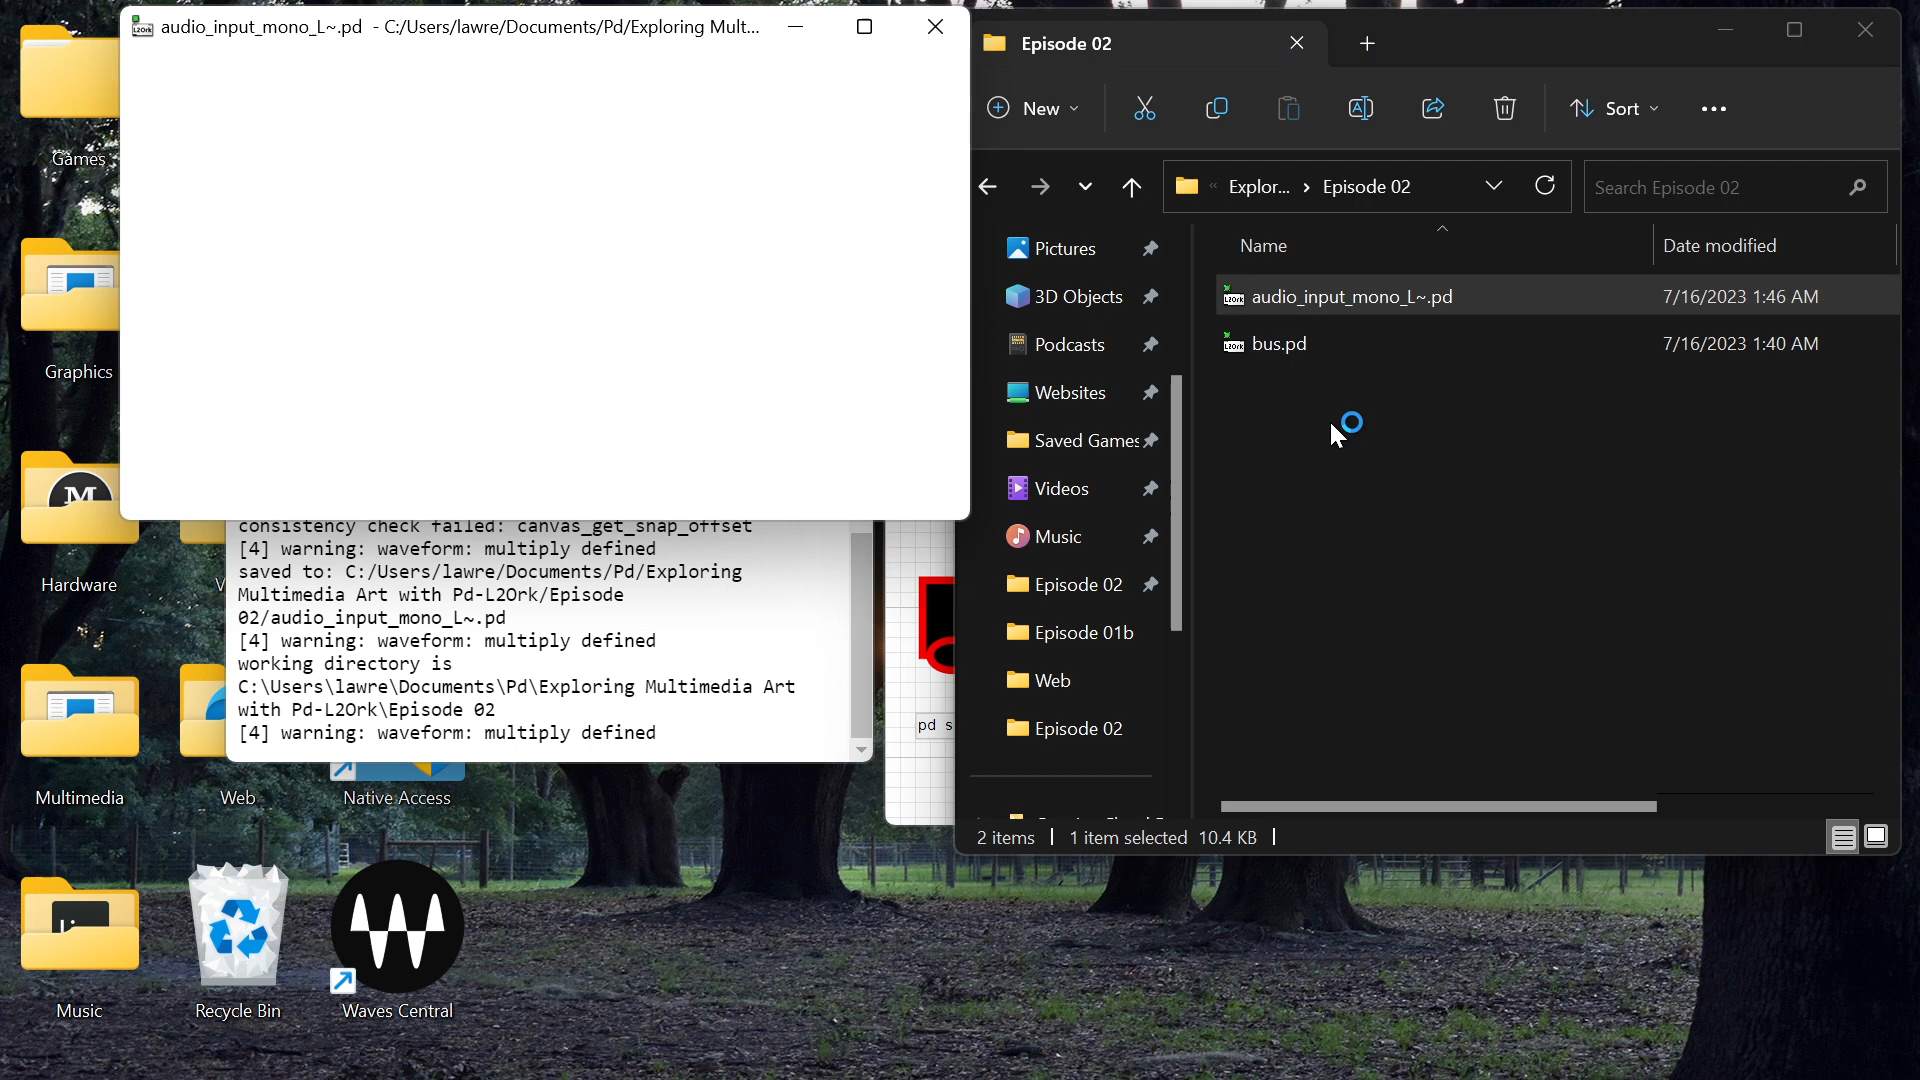 audio_input_mono_L~.pd - C:/Users/lawre/Documents/Pd/Exploring Mult...
Episode 02
New
Sort
Explor... › Episode 02
Search Episode 02
Pictures
3D Objects
Podcasts
Websites
Saved Games
Videos
Music
Episode 02
Episode 01b
Web
Episode 02
Name
Date modified
audio_input_mono_L~.pd 7/16/2023 1:46 AM
bus.pd 7/16/2023 1:40 AM
2 items 1 item selected 10.4 KB
consistency check failed: canvas_get_snap_offset
[4] warning: waveform: multiply defined
saved to: C:/Users/lawre/Documents/Pd/Exploring
Multimedia Art with Pd-L2Ork/Episode
02/audio_input_mono_L~.pd
[4] warning: waveform: multiply defined
working directory is
C:\Users\lawre\Documents\Pd\Exploring Multimedia Art
with Pd-L2Ork\Episode 02
[4] warning: waveform: multiply defined
pd s
Games
Graphics
Hardware
V
Multimedia
Web
Native Access
Music
Recycle Bin
Waves Central